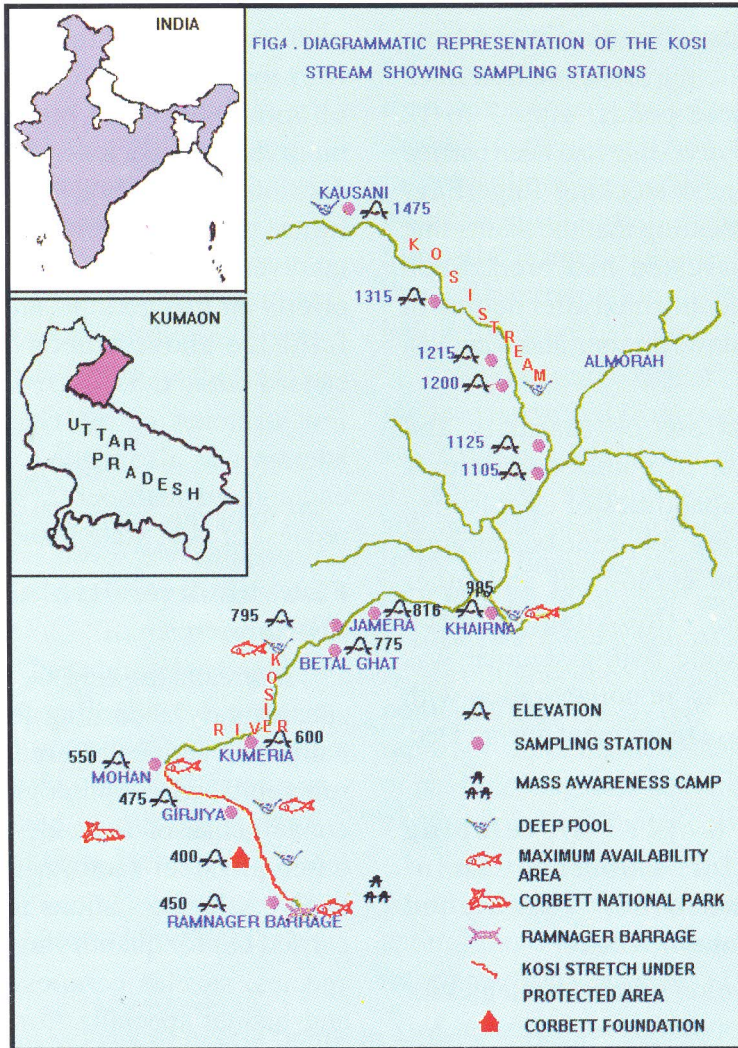 INDIA
FIG4 . DIAGRAMMATIC REPRESENTATION OF THE KOSI
STREAM SHOWING SAMPLING STATIONS
KUMAON
UTTAR
PRADESH
KAUSANI
1475
KOSI STREAM
1315
1215
1200
ALMORAH
1125
1105
985
KHAIRNA
816
JAMERA
795
775
BETAL GHAT
KOSI
RIVER
600
KUMERIA
550
MOHAN
475
GIRJIYA
400
450
RAMNAGER BARRAGE
ELEVATION
SAMPLING STATION
MASS AWARENESS CAMP
DEEP POOL
MAXIMUM AVAILABILITY
AREA
CORBETT NATIONAL PARK
RAMNAGER BARRAGE
KOSI STRETCH UNDER
PROTECTED AREA
CORBETT FOUNDATION